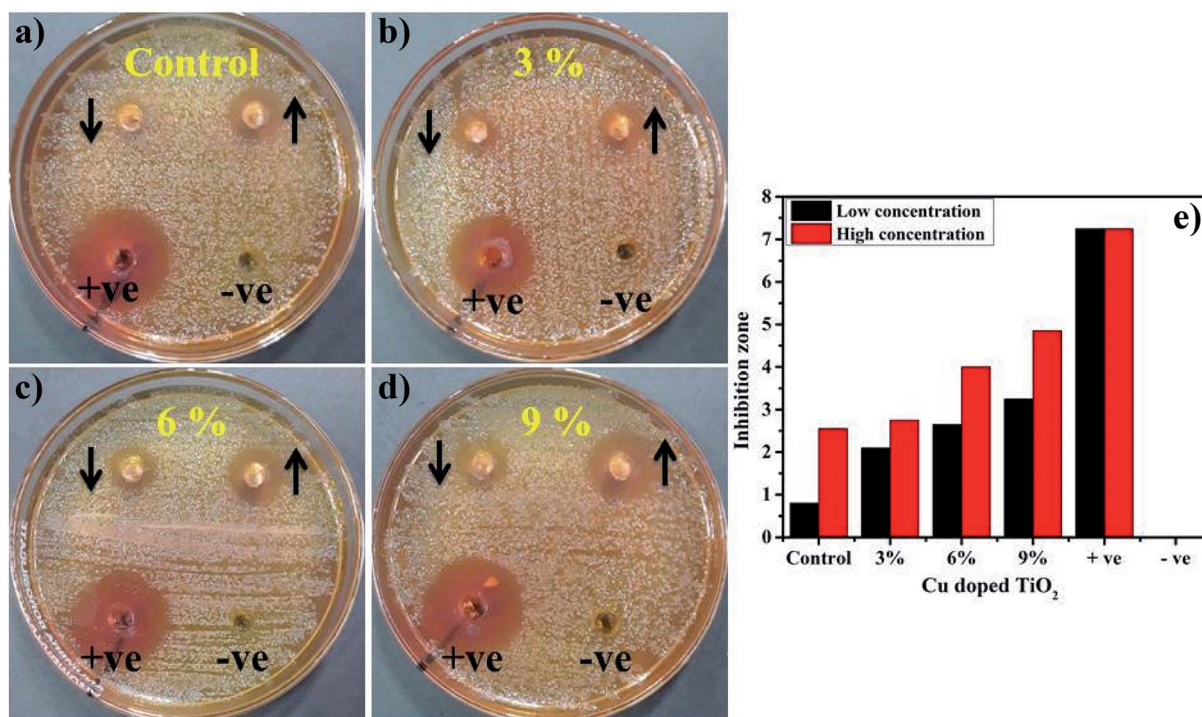 a)
Control
+ve
-ve
b)
3 %
+ve
-ve
c)
6 %
+ve
-ve
d)
9 %
+ve
-ve
e)
Low concentration
High concentration
Inhibition zone
8
7
6
5
4
3
2
1
0
Control 3% 6% 9% + ve - ve
Cu doped TiO₂